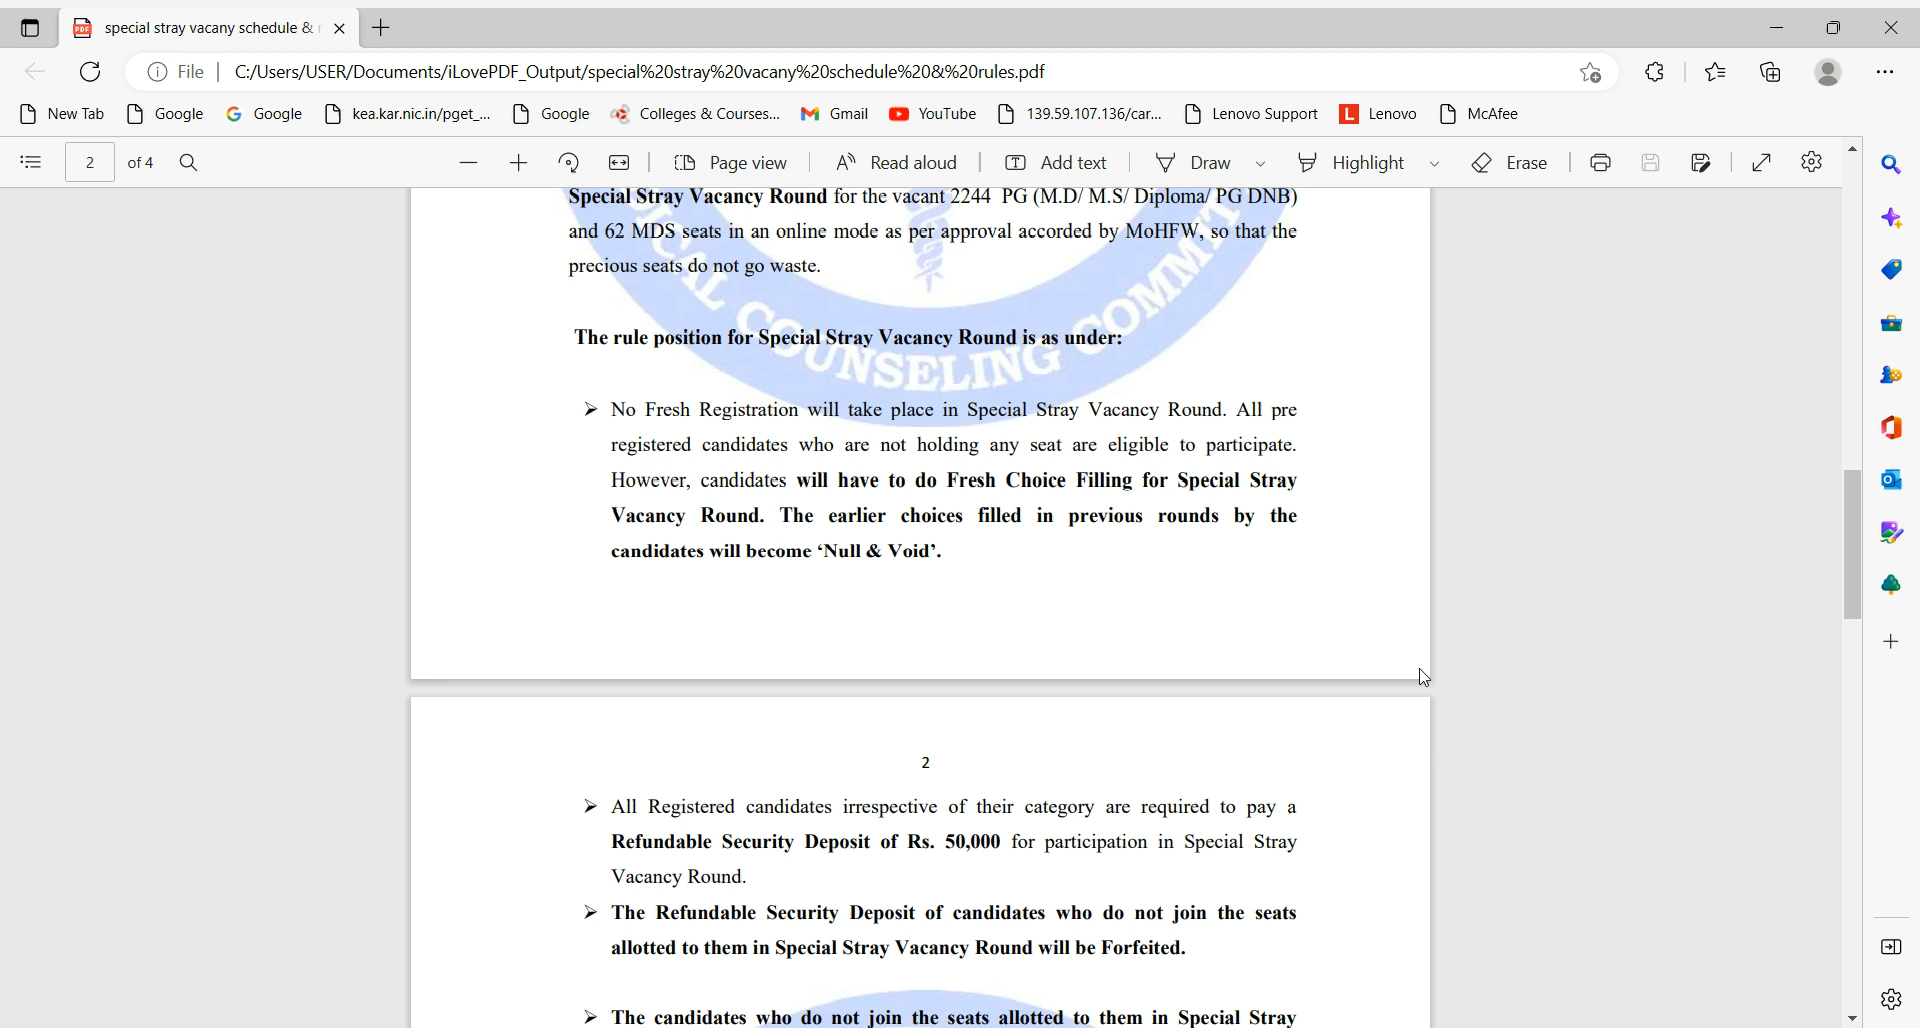 special stray vacany schedule &
File
C:/Users/USER/Documents/iLovePDF_Output/special%20stray%20vacany%20schedule%20&%20rules.pdf
New Tab Google Google kea.kar.nic.in/pget_... Google Colleges & Courses... Gmail YouTube 139.59.107.136/car... Lenovo Support L Lenovo McAfee
2 of 4 Page view Read aloud Add text Draw Highlight Erase
Special Stray Vacancy Round for the vacant 2244 PG (M.D/ M.S/ Diploma/ PG DNB)
and 62 MDS seats in an online mode as per approval accorded by MoHFW, so that the
precious seats do not go waste.
ICAL COUNSELING COMMIT
The rule position for Special Stray Vacancy Round is as under:
➢ No Fresh Registration will take place in Special Stray Vacancy Round. All pre
registered candidates who are not holding any seat are eligible to participate.
However, candidates will have to do Fresh Choice Filling for Special Stray
Vacancy Round. The earlier choices filled in previous rounds by the
candidates will become ‘Null & Void’.
2
➢ All Registered candidates irrespective of their category are required to pay a
Refundable Security Deposit of Rs. 50,000 for participation in Special Stray
Vacancy Round.
➢ The Refundable Security Deposit of candidates who do not join the seats
allotted to them in Special Stray Vacancy Round will be Forfeited.
➢ The candidates who do not join the seats allotted to them in Special Stray